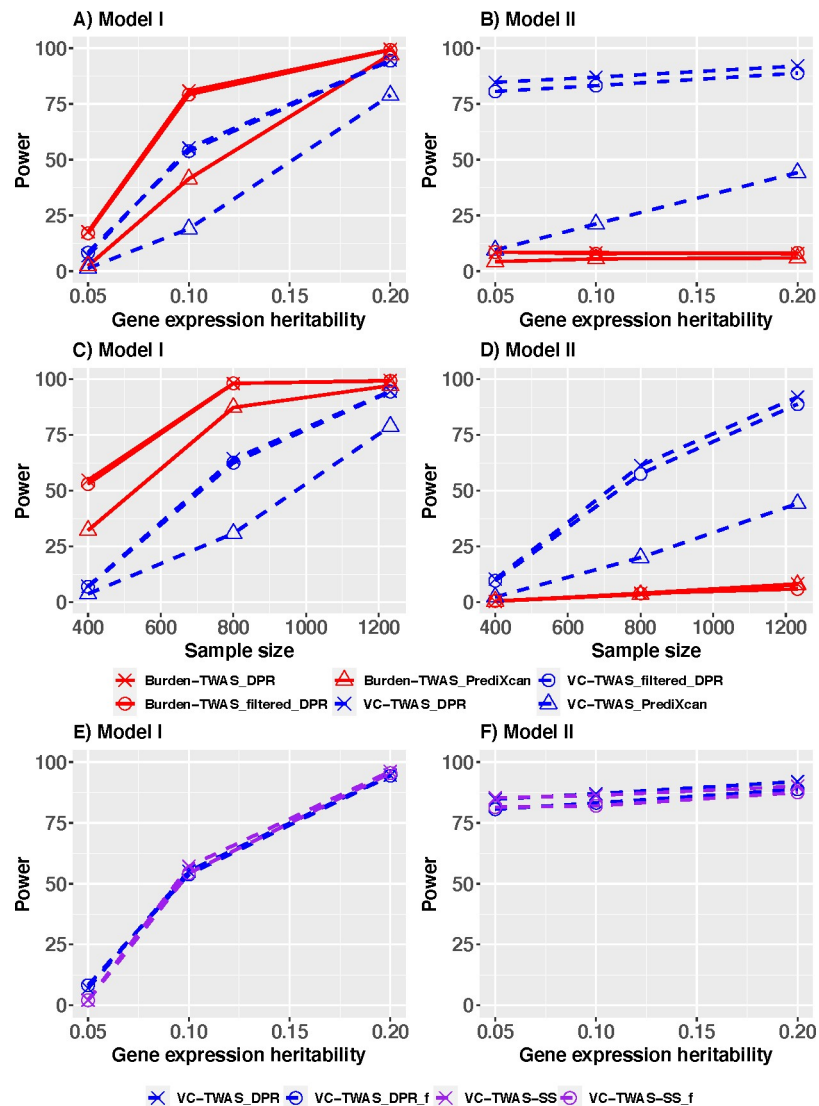 A) Model I
B) Model II
Power
100
75
50
25
0
0.05 0.10 0.15 0.20
Gene expression heritability
Power
100
75
50
25
0
0.05 0.10 0.15 0.20
Gene expression heritability
C) Model I
D) Model II
Power
100
75
50
25
0
400 600 800 1000 1200
Sample size
Power
100
75
50
25
0
400 600 800 1000 1200
Sample size
Burden−TWAS_DPR Burden−TWAS_PrediXcan VC−TWAS_filtered_DPR
Burden−TWAS_filtered_DPR VC−TWAS_DPR VC−TWAS_PrediXcan
E) Model I
F) Model II
Power
100
75
50
25
0
0.05 0.10 0.15 0.20
Gene expression heritability
Power
100
75
50
25
0
0.05 0.10 0.15 0.20
Gene expression heritability
VC−TWAS_DPR VC−TWAS_DPR_f VC−TWAS−SS VC−TWAS−SS_f